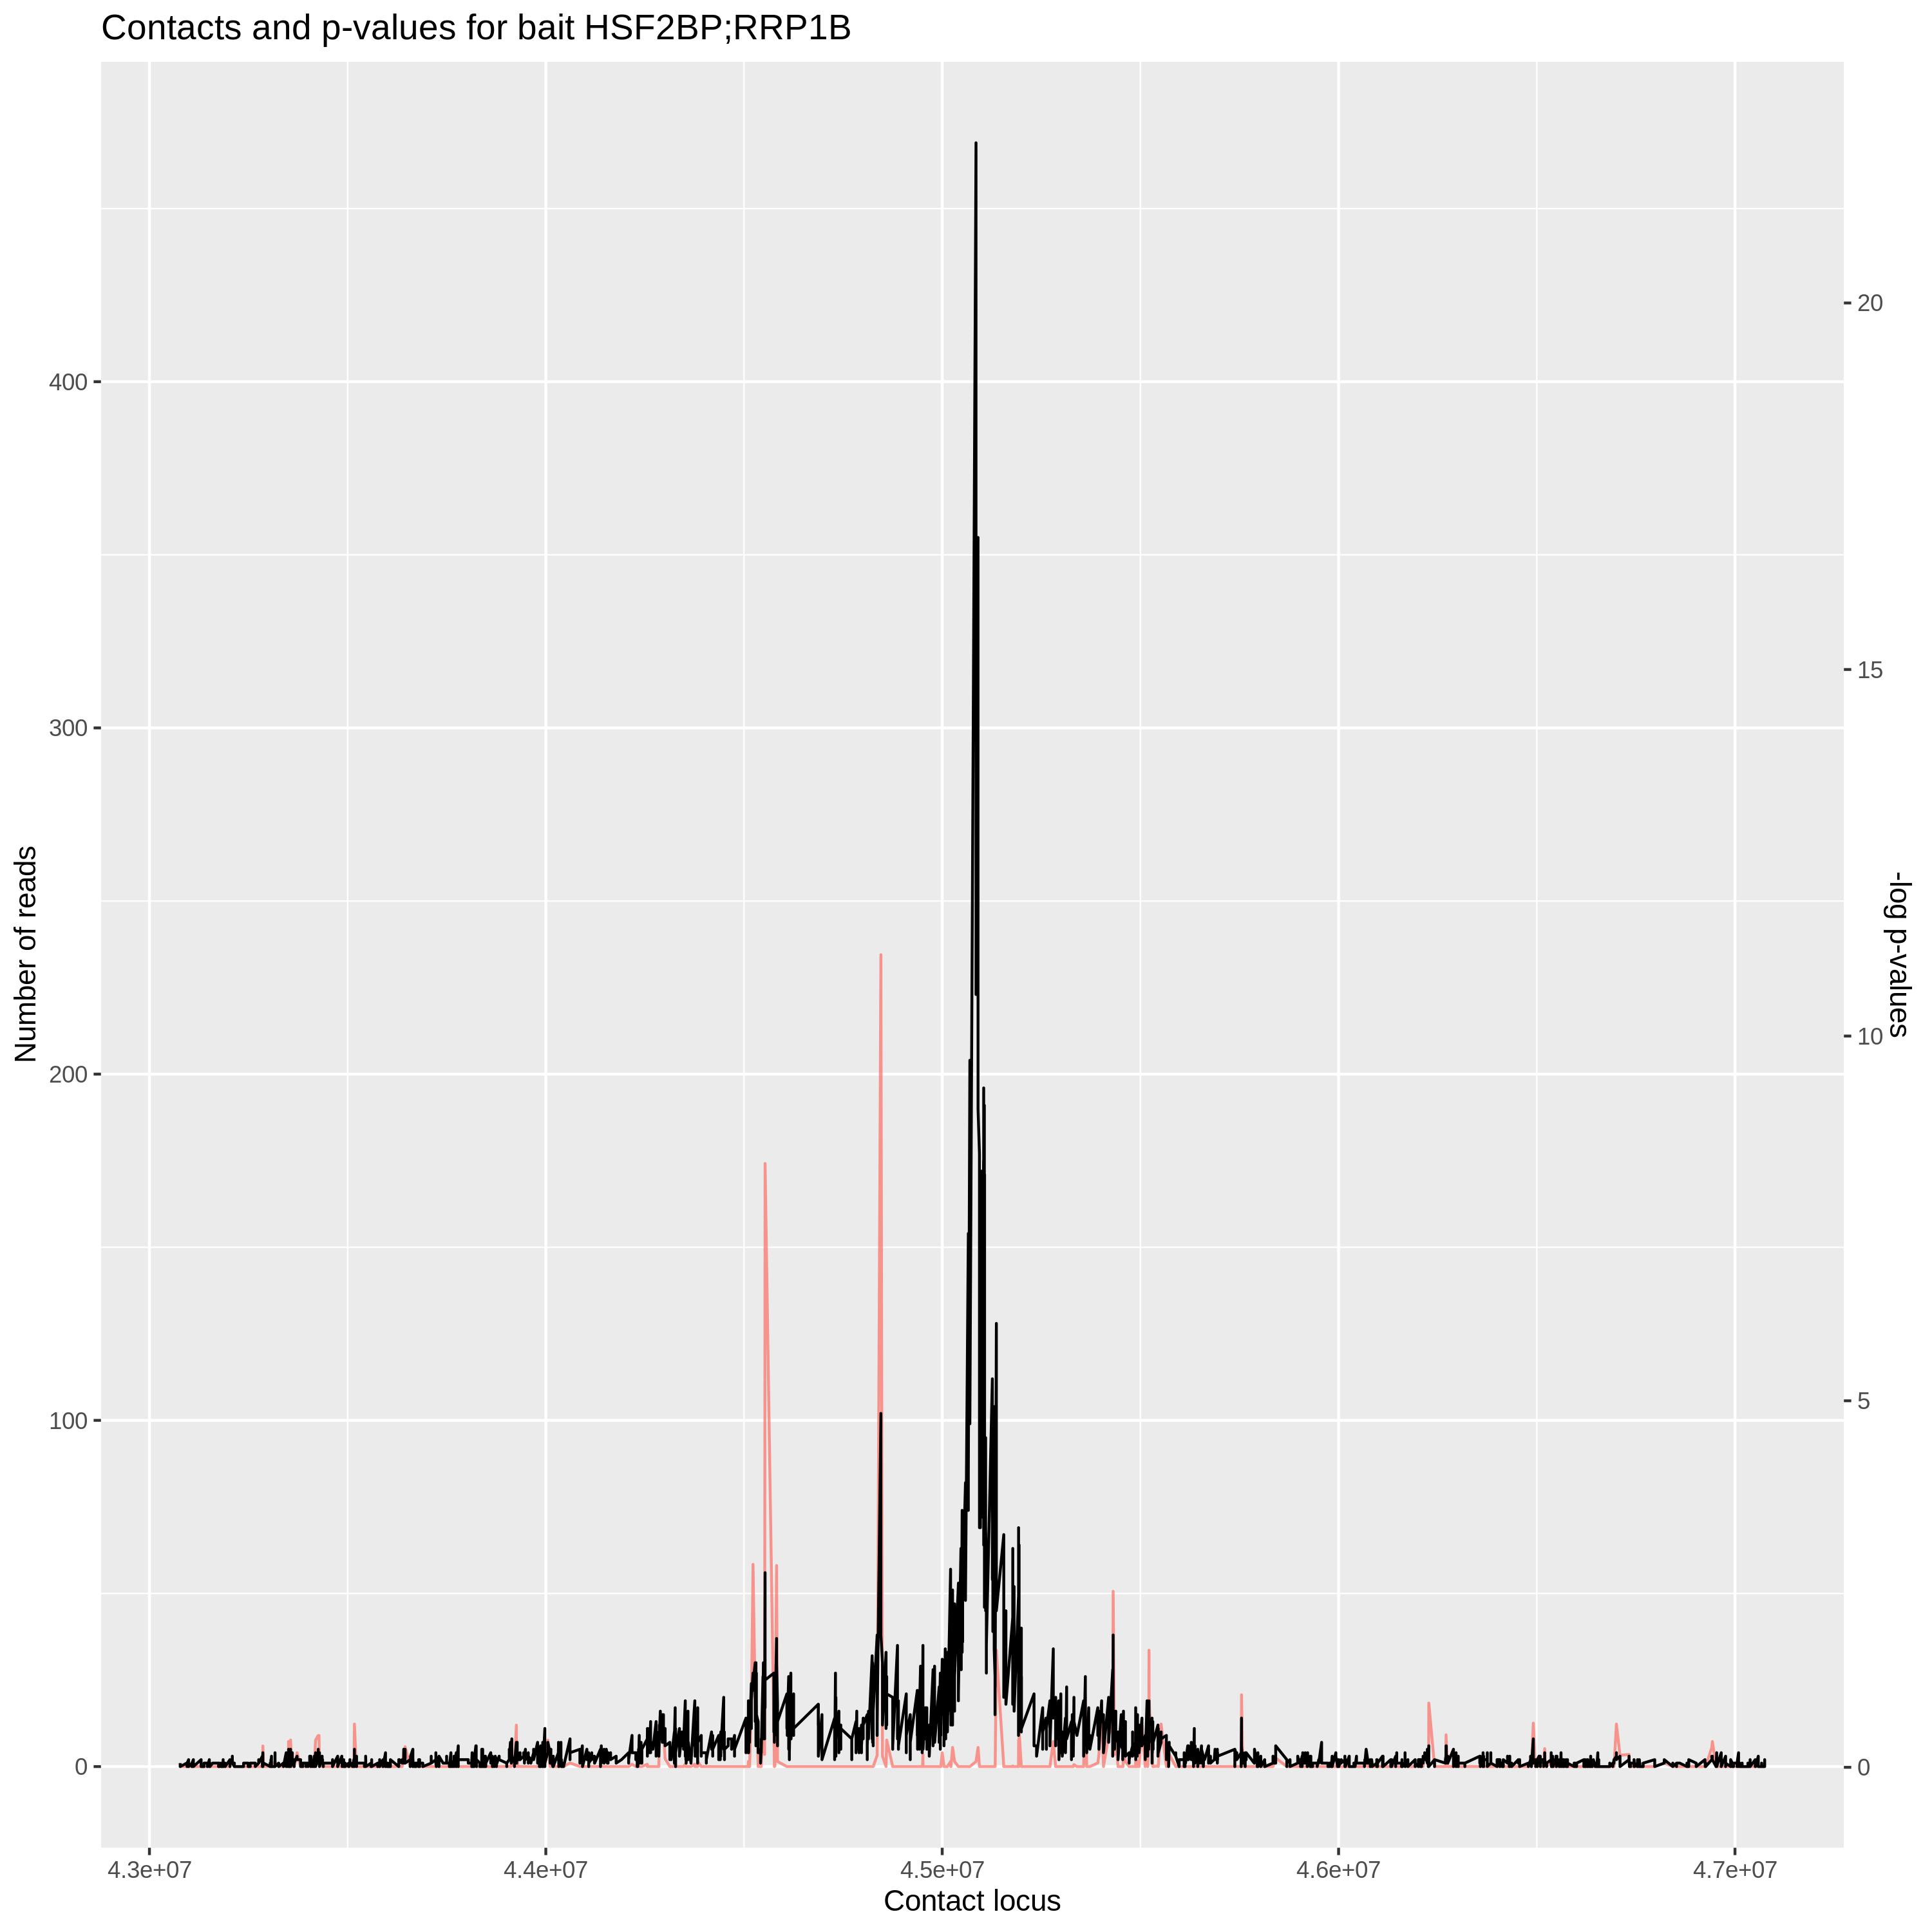 Contacts and p-values for bait HSF2BP;RRP1B
Number of reads
400
300
200
100
0
20
15
10
5
0
-log p-values
4.3e+07 4.4e+07 4.5e+07 4.6e+07 4.7e+07
Contact locus